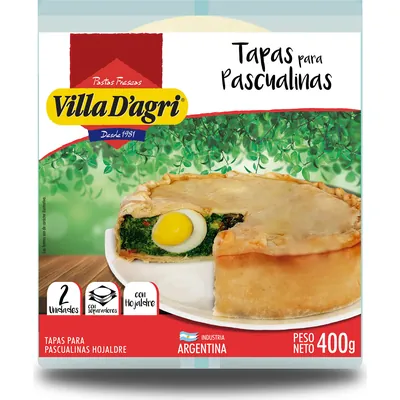 Tapas para
Pascualinas
Pastas Frescas
Villa D'agri
Desde 1981
2
Unidades
con
separadores
con
Hojaldre
TAPAS PARA
PASCUALINAS HOJALDRE
INDUSTRIA
ARGENTINA
PESO
NETO 400g